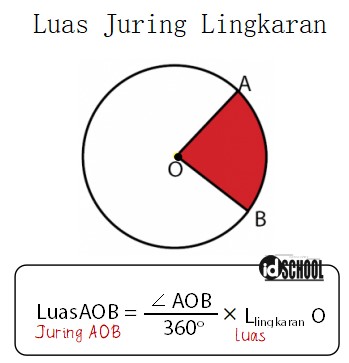 Luas Juring Lingkaran
A
O
B
idSCHOOL
LuasAOB = ∠ AOB / 360° × Llingkaran O
Juring AOB
Luas